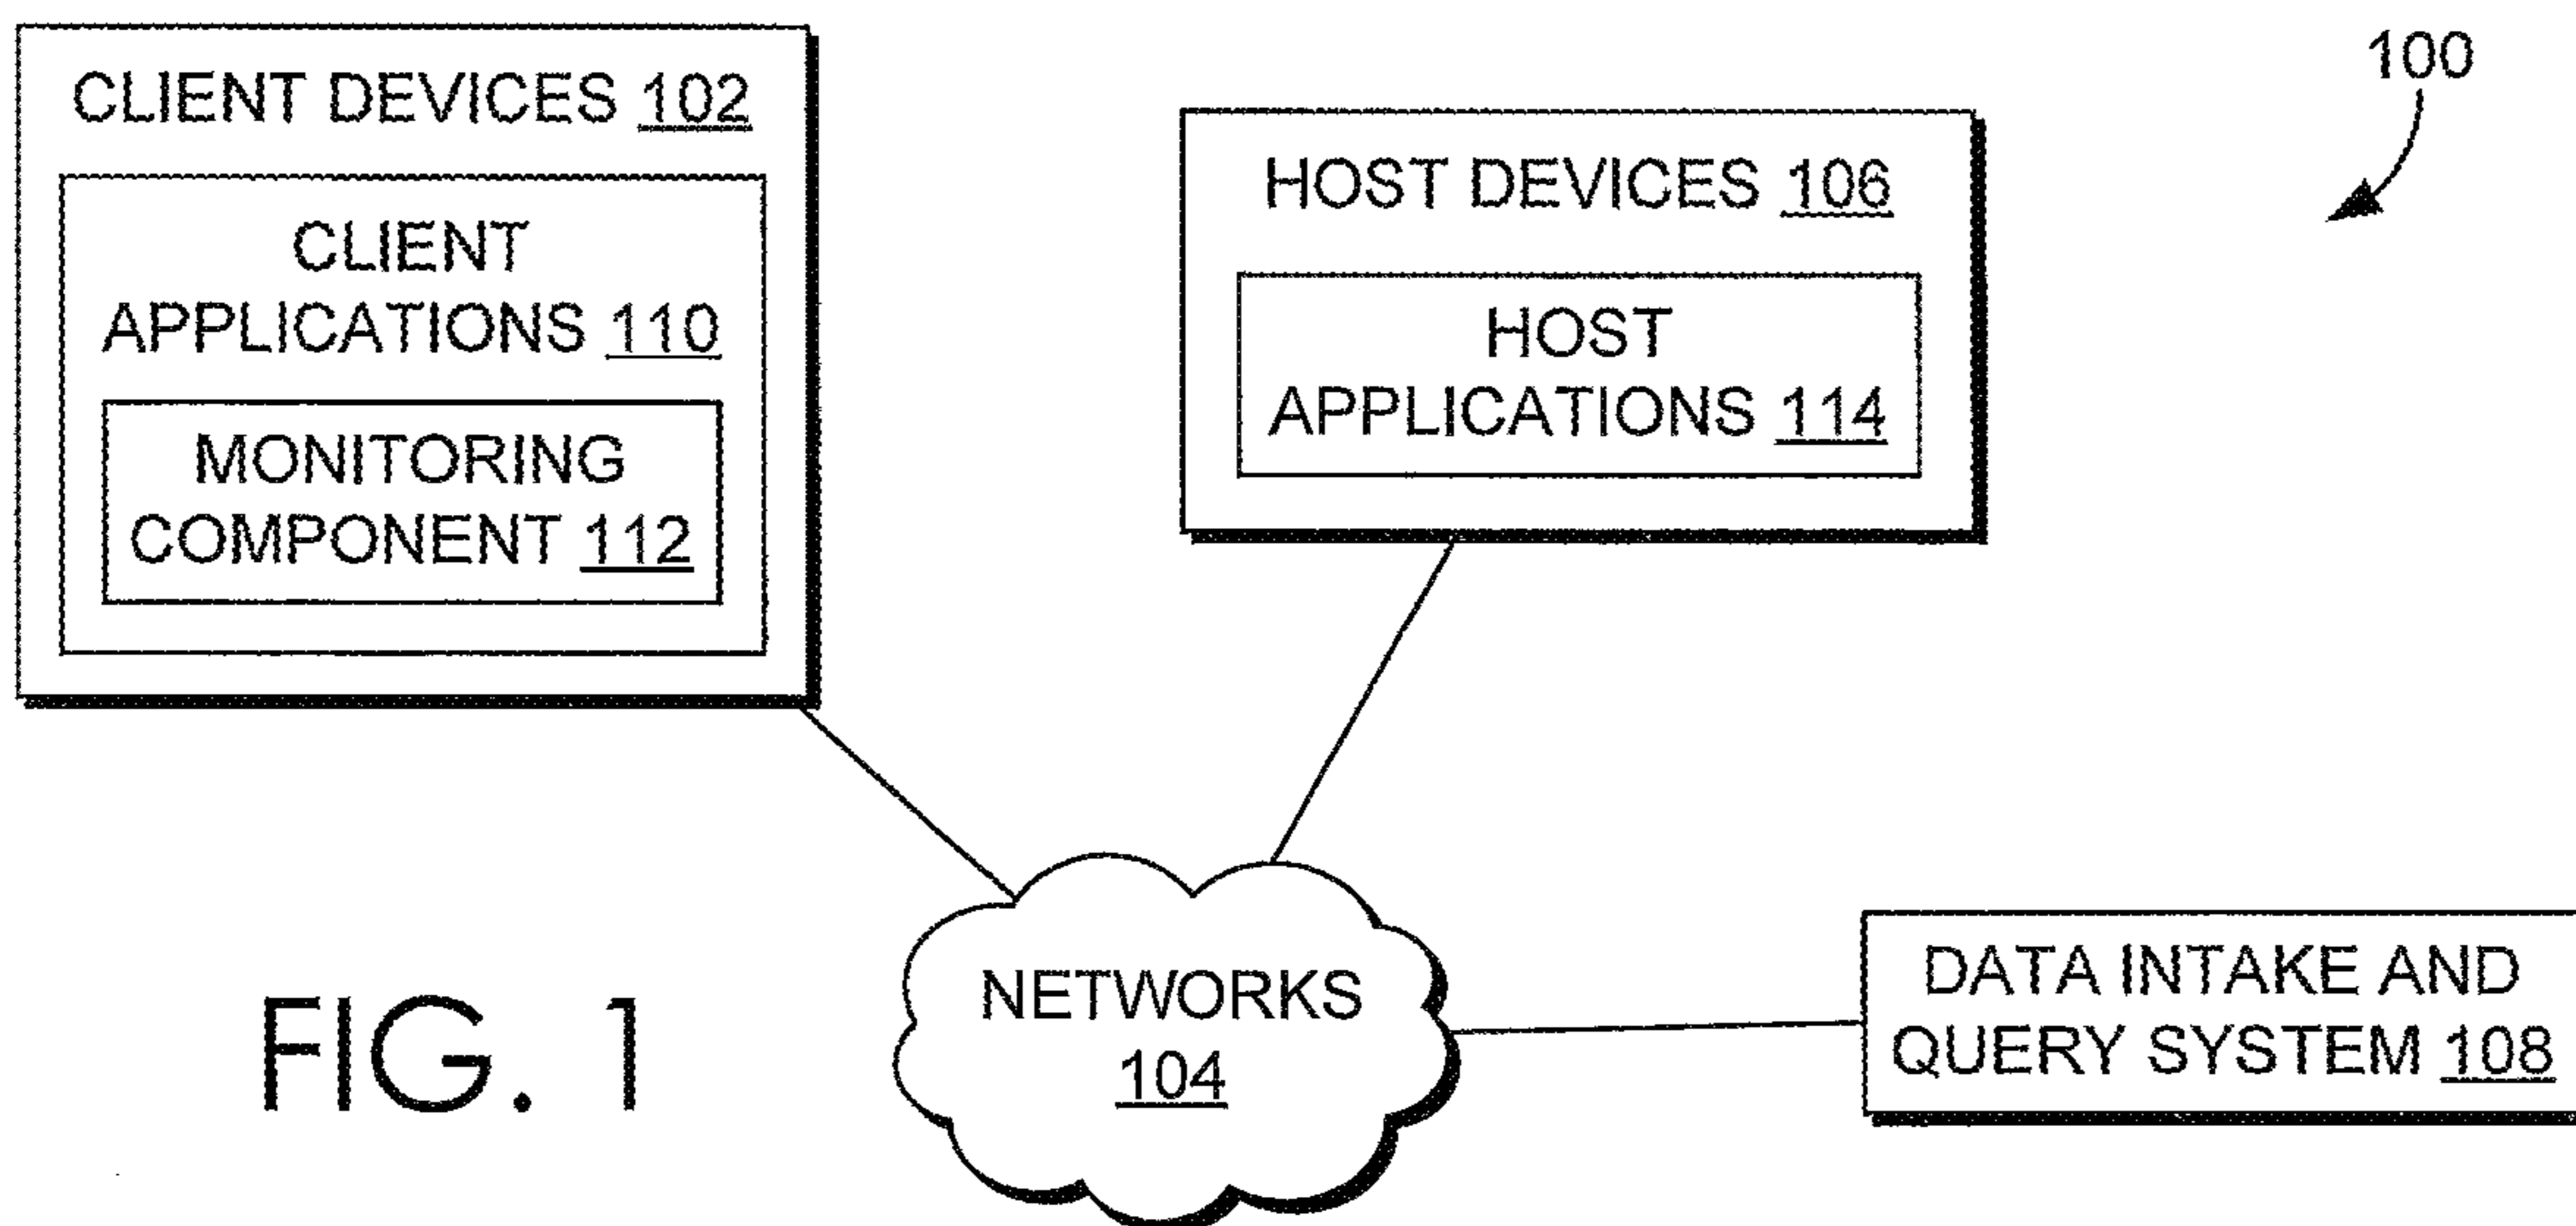 CLIENT DEVICES 102
CLIENT
APPLICATIONS 110
MONITORING
COMPONENT 112
HOST DEVICES 106
HOST
APPLICATIONS 114
100
NETWORKS
104
DATA INTAKE AND
QUERY SYSTEM 108
FIG. 1